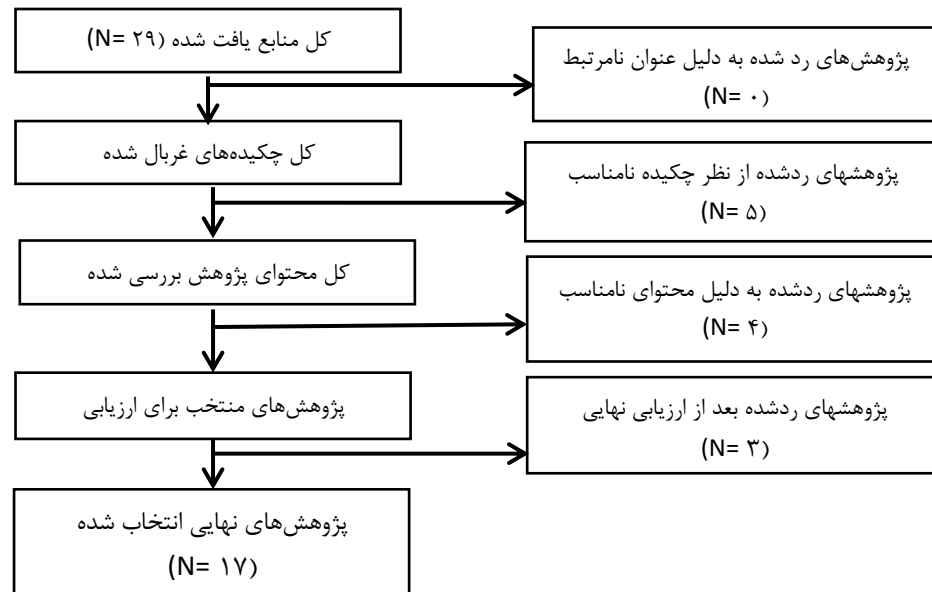 کل منابع یافت شده (N= ۲۹)
پژوهش‌های رد شده به دلیل عنوان نامرتبط
(N= ۰)
کل چکیده‌های غربال شده
پژوهشهای ردشده از نظر چکیده نامناسب
(N= ۵)
کل محتوای پژوهش بررسی شده
پژوهشهای ردشده به دلیل محتوای نامناسب
(N= ۴)
پژوهش‌های منتخب برای ارزیابی
پژوهشهای ردشده بعد از ارزیابی نهایی
(N= ۳)
پژوهش‌های نهایی انتخاب شده
(N= ۱۷)